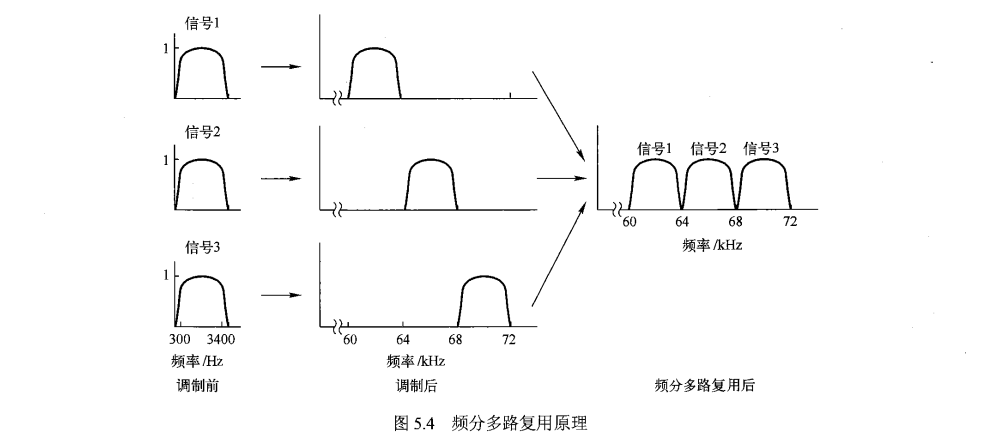 信号1
1
信号2
1
信号1 信号2 信号3
60 64 68 72
频率/kHz
信号3
1
300 3400
60 64 68 72
频率/Hz
频率/kHz
调制前
调制后
频分多路复用后
图 5.4 频分多路复用原理